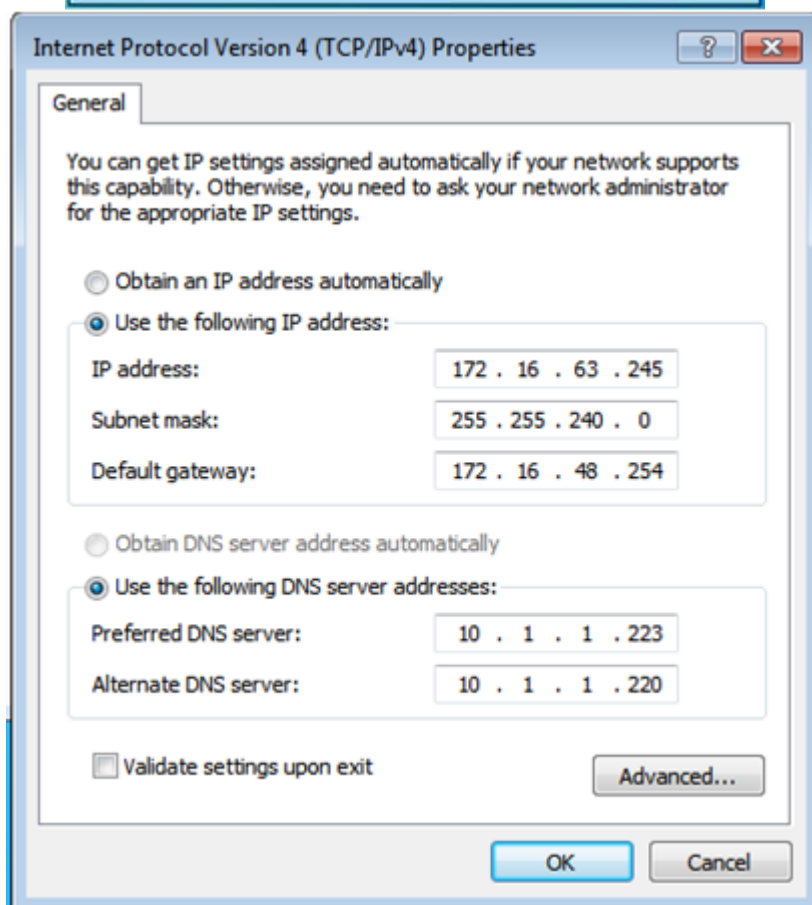 Internet Protocol Version 4 (TCP/IPv4) Properties
General
You can get IP settings assigned automatically if your network supports
this capability. Otherwise, you need to ask your network administrator
for the appropriate IP settings.
Obtain an IP address automatically
Use the following IP address:
IP address: 172 . 16 . 63 . 245
Subnet mask: 255 . 255 . 240 . 0
Default gateway: 172 . 16 . 48 . 254
Obtain DNS server address automatically
Use the following DNS server addresses:
Preferred DNS server: 10 . 1 . 1 . 223
Alternate DNS server: 10 . 1 . 1 . 220
Validate settings upon exit
Advanced...
OK Cancel